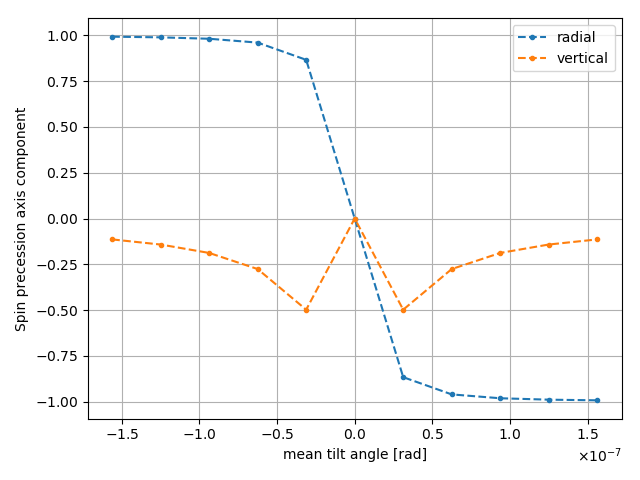 radial
vertical
1.00
0.75
0.50
0.25
0.00
−0.25
−0.50
−0.75
−1.00
Spin precession axis component
−1.5 −1.0 −0.5 0.0 0.5 1.0 1.5
mean tilt angle [rad]
×10⁻⁷